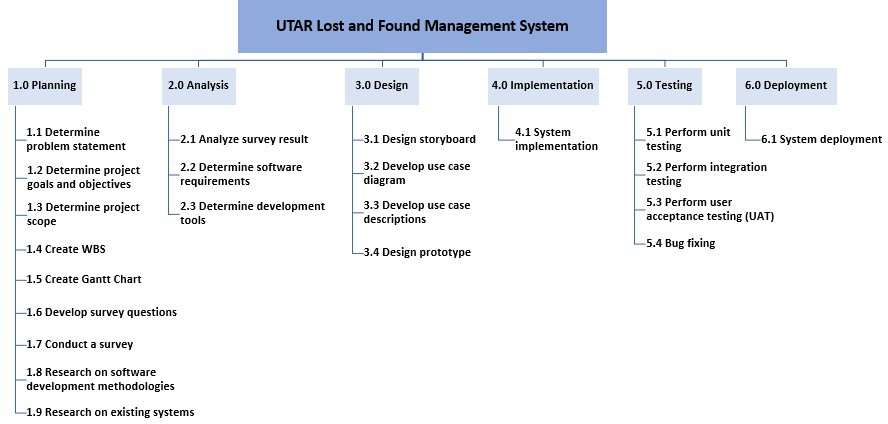 UTAR Lost and Found Management System
1.0 Planning
1.1 Determine
problem statement
1.2 Determine project
goals and objectives
1.3 Determine project
scope
1.4 Create WBS
1.5 Create Gantt Chart
1.6 Develop survey questions
1.7 Conduct a survey
1.8 Research on software
development methodologies
1.9 Research on existing systems
2.0 Analysis
2.1 Analyze survey result
2.2 Determine software
requirements
2.3 Determine development
tools
3.0 Design
3.1 Design storyboard
3.2 Develop use case
diagram
3.3 Develop use case
descriptions
3.4 Design prototype
4.0 Implementation
4.1 System
implementation
5.0 Testing
5.1 Perform unit
testing
5.2 Perform integration
testing
5.3 Perform user
acceptance testing (UAT)
5.4 Bug fixing
6.0 Deployment
6.1 System deployment